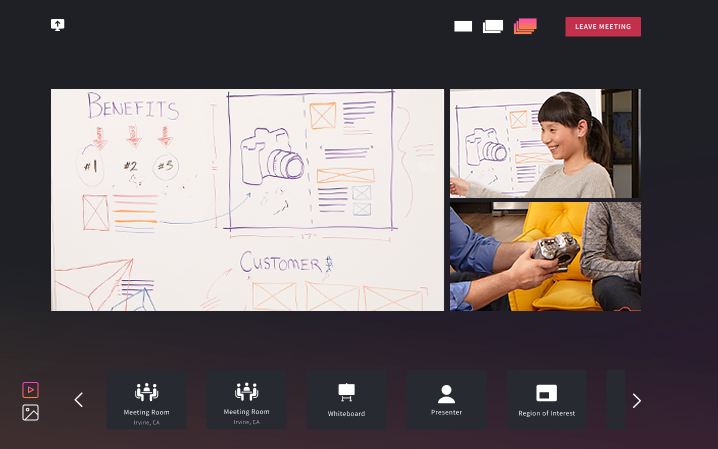 LEAVE MEETING
BENEFITS
#1 #2 #3
CUSTOMER
Meeting Room
Irvine, CA
Meeting Room
Irvine, CA
Whiteboard
Presenter
Region of Interest